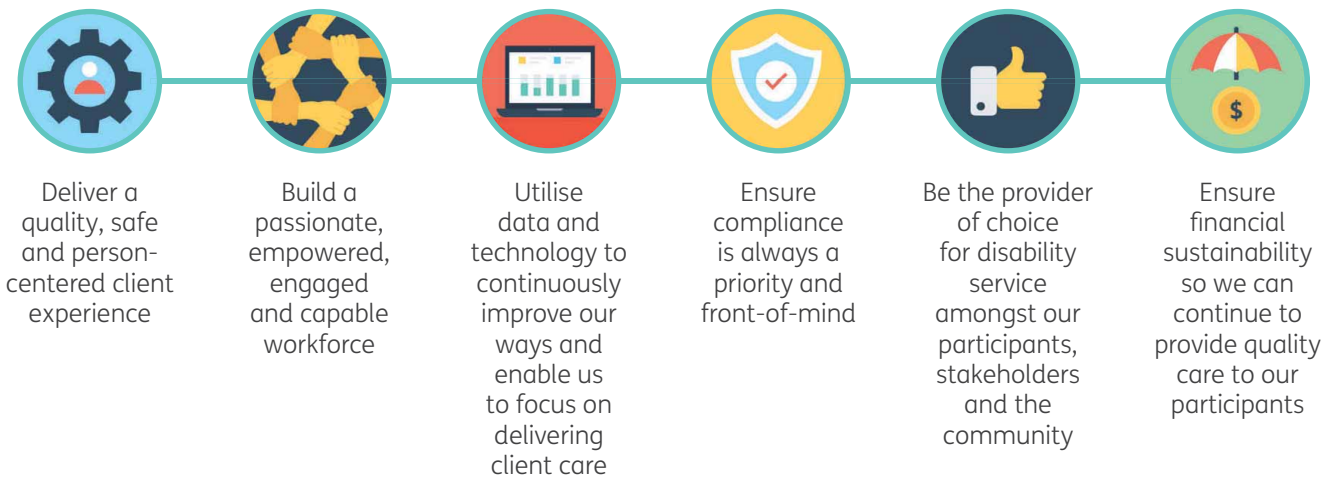 Deliver a
quality, safe
and person-
centered client
experience
Build a
passionate,
empowered,
engaged
and capable
workforce
Utilise
data and
technology to
continuously
improve our
ways and
enable us
to focus on
delivering
client care
Ensure
compliance
is always a
priority and
front-of-mind
Be the provider
of choice
for disability
service
amongst our
participants,
stakeholders
and the
community
$
Ensure
financial
sustainability
so we can
continue to
provide quality
care to our
participants